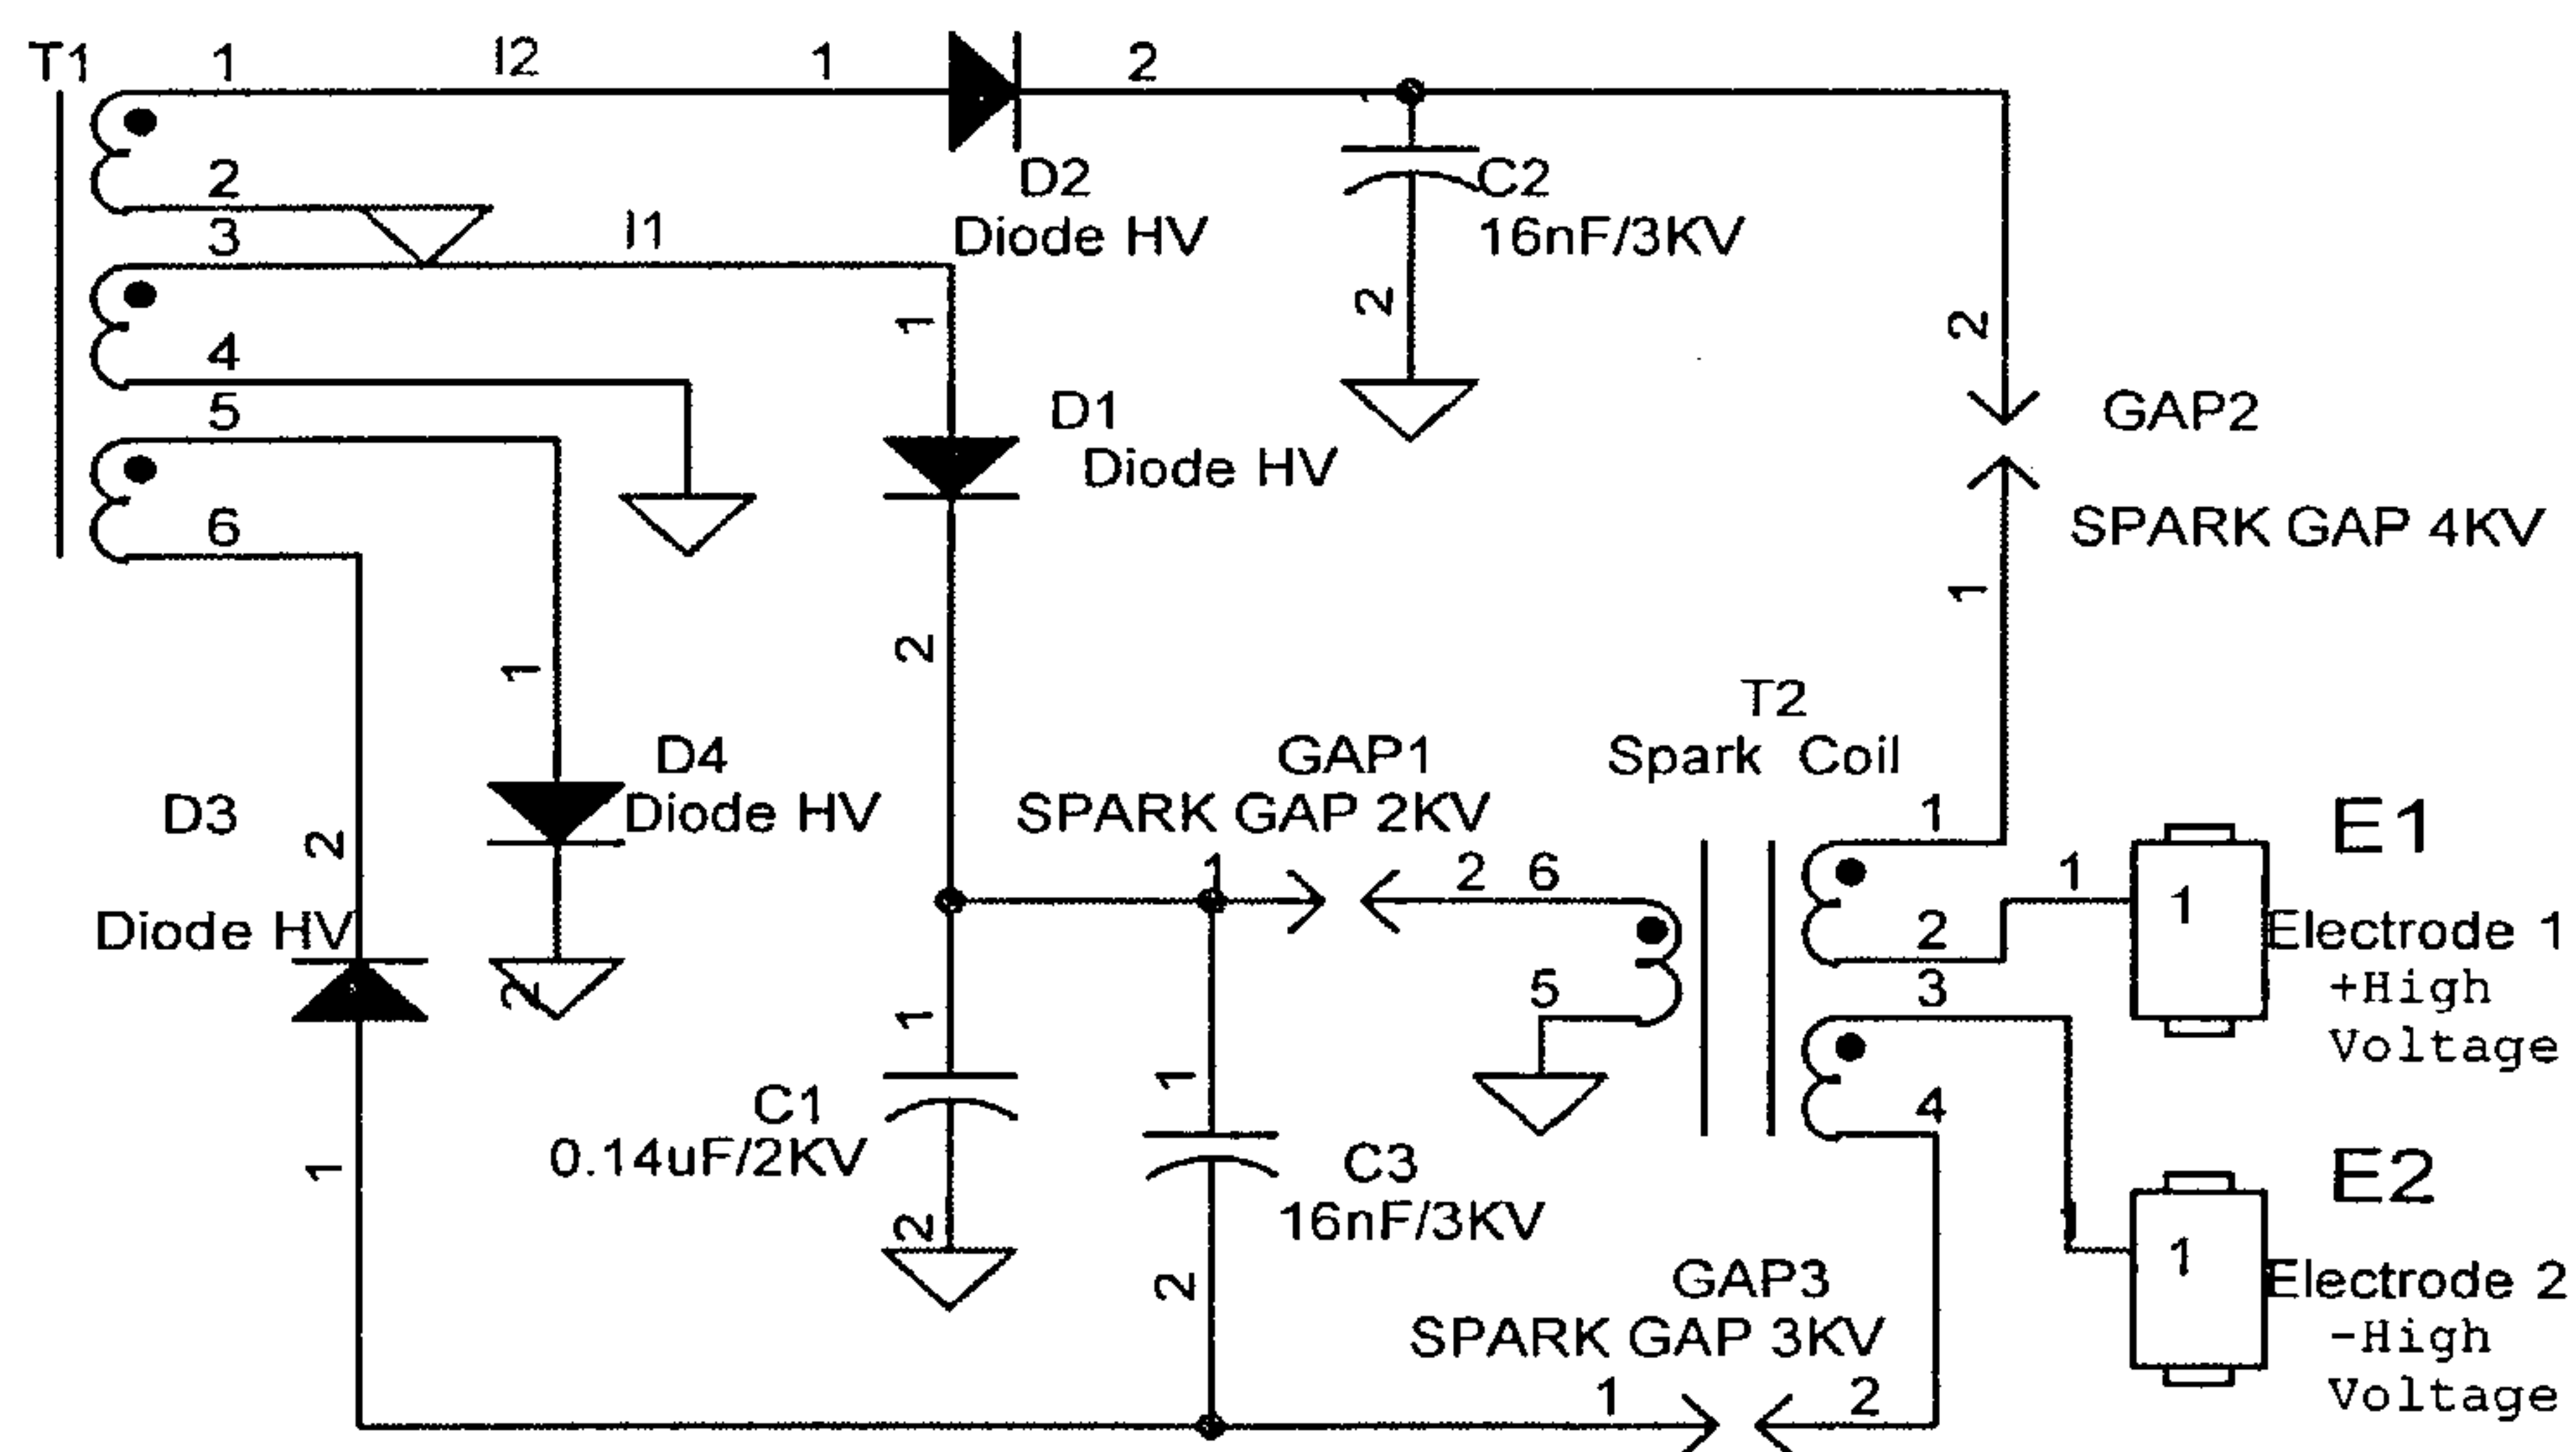 T1 1 I2 1 2
D2
Diode HV
1
C2
16nF/3KV
2
2
3 I1
4
5
6
1
D1
Diode HV
2
2
GAP2
SPARK GAP 4KV
1
1
D4
Diode HV
2
D3
Diode HV
2
1
GAP1
SPARK GAP 2KV
1 2 6
5
T2
Spark Coil
1
2
3
4
1
1
E1
Electrode 1
+High
Voltage
1
C1
0.14uF/2KV
2
1
C3
16nF/3KV
2
GAP3
SPARK GAP 3KV
1 2
1
1
E2
Electrode 2
-High
Voltage